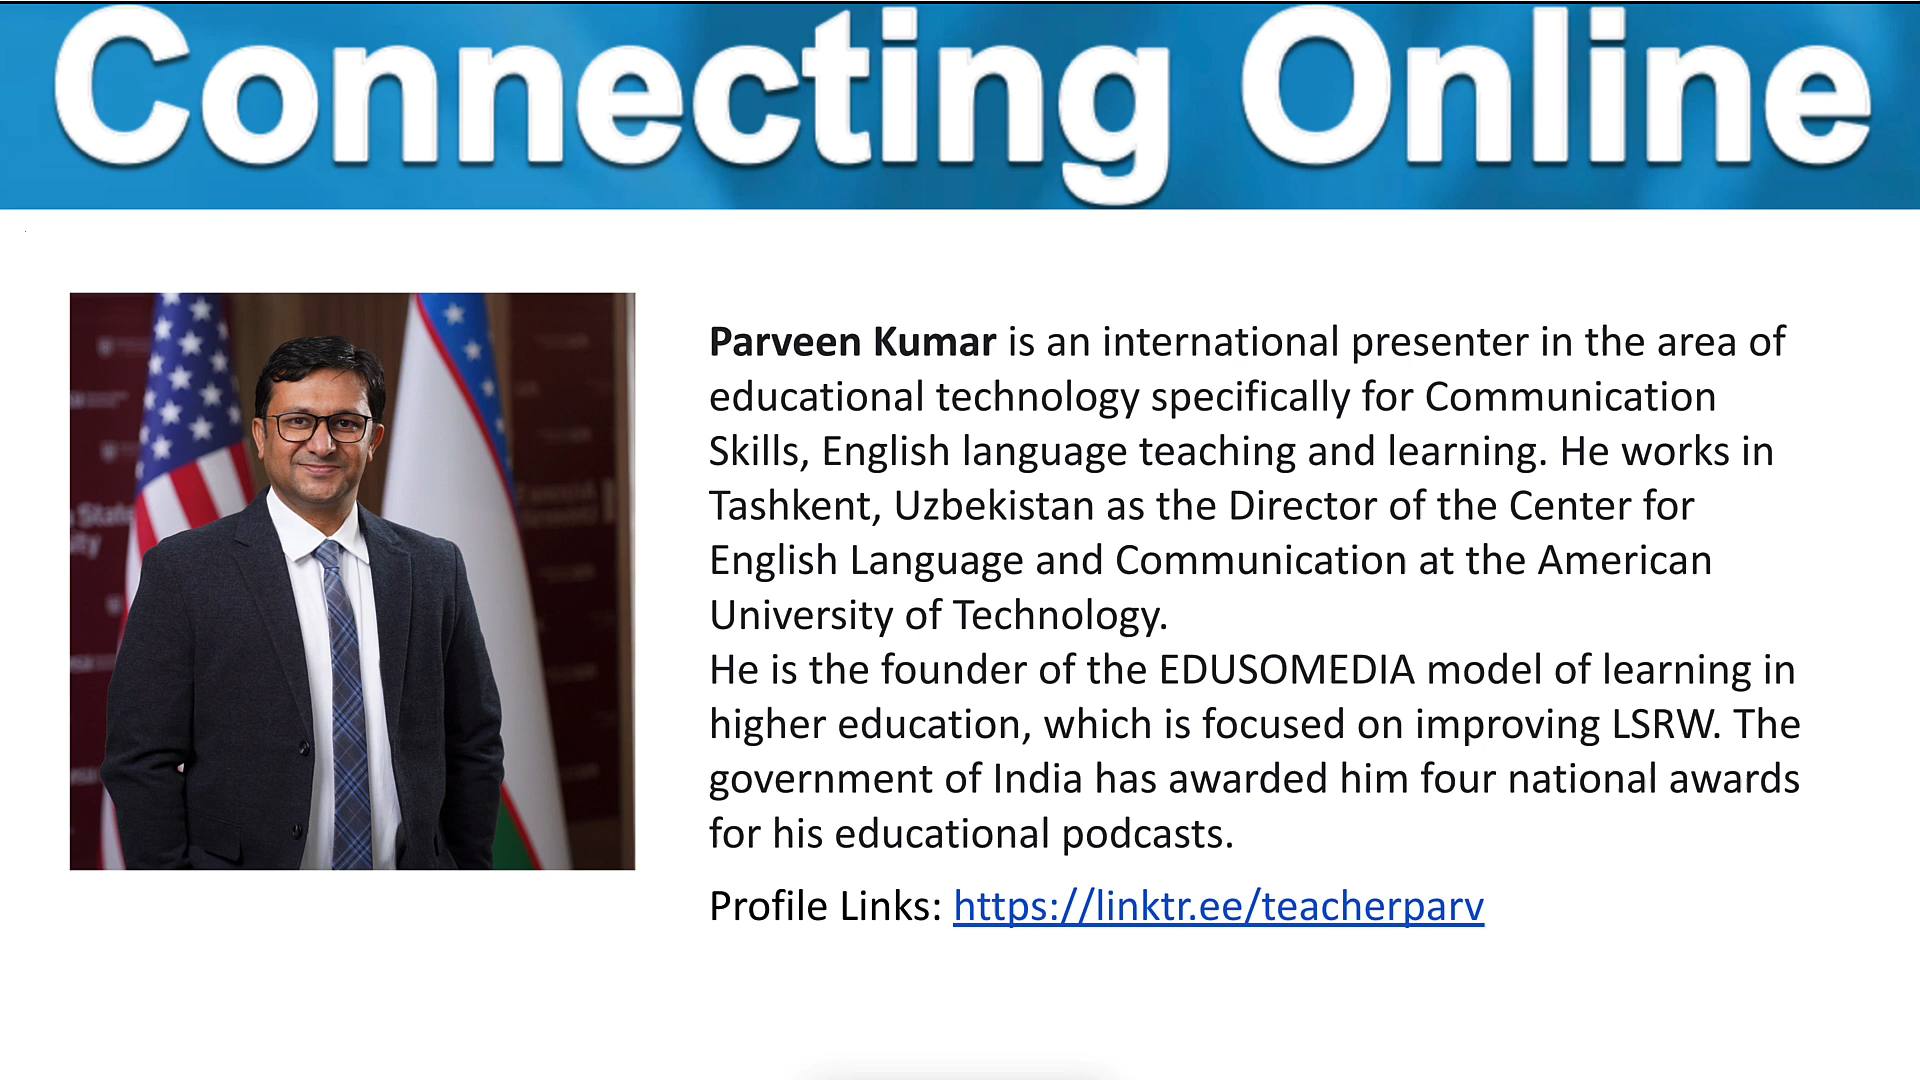 Connecting Online
Parveen Kumar is an international presenter in the area of
educational technology specifically for Communication
Skills, English language teaching and learning. He works in
Tashkent, Uzbekistan as the Director of the Center for
English Language and Communication at the American
University of Technology.
He is the founder of the EDUSOMEDIA model of learning in
higher education, which is focused on improving LSRW. The
government of India has awarded him four national awards
for his educational podcasts.
Profile Links: https://linktr.ee/teacherparv